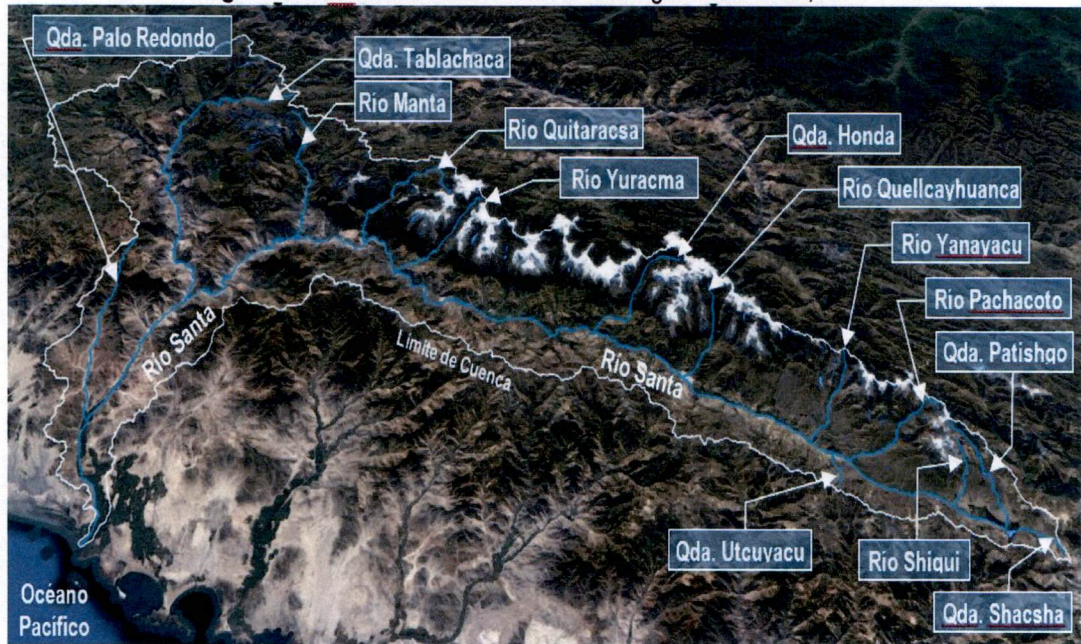 Qda. Palo Redondo
Qda. Tablachaca
Río Manta
Río Quitaracsa
Río Yuracma
Qda. Honda
Río Quellcayhuanca
Río Yanayacu
Río Pachacoto
Qda. Patishqo
Río Santa
Límite de Cuenca
Río Santa
Qda. Utcuyacu
Río Shiqui
Qda. Shacsha
Océano
Pacífico